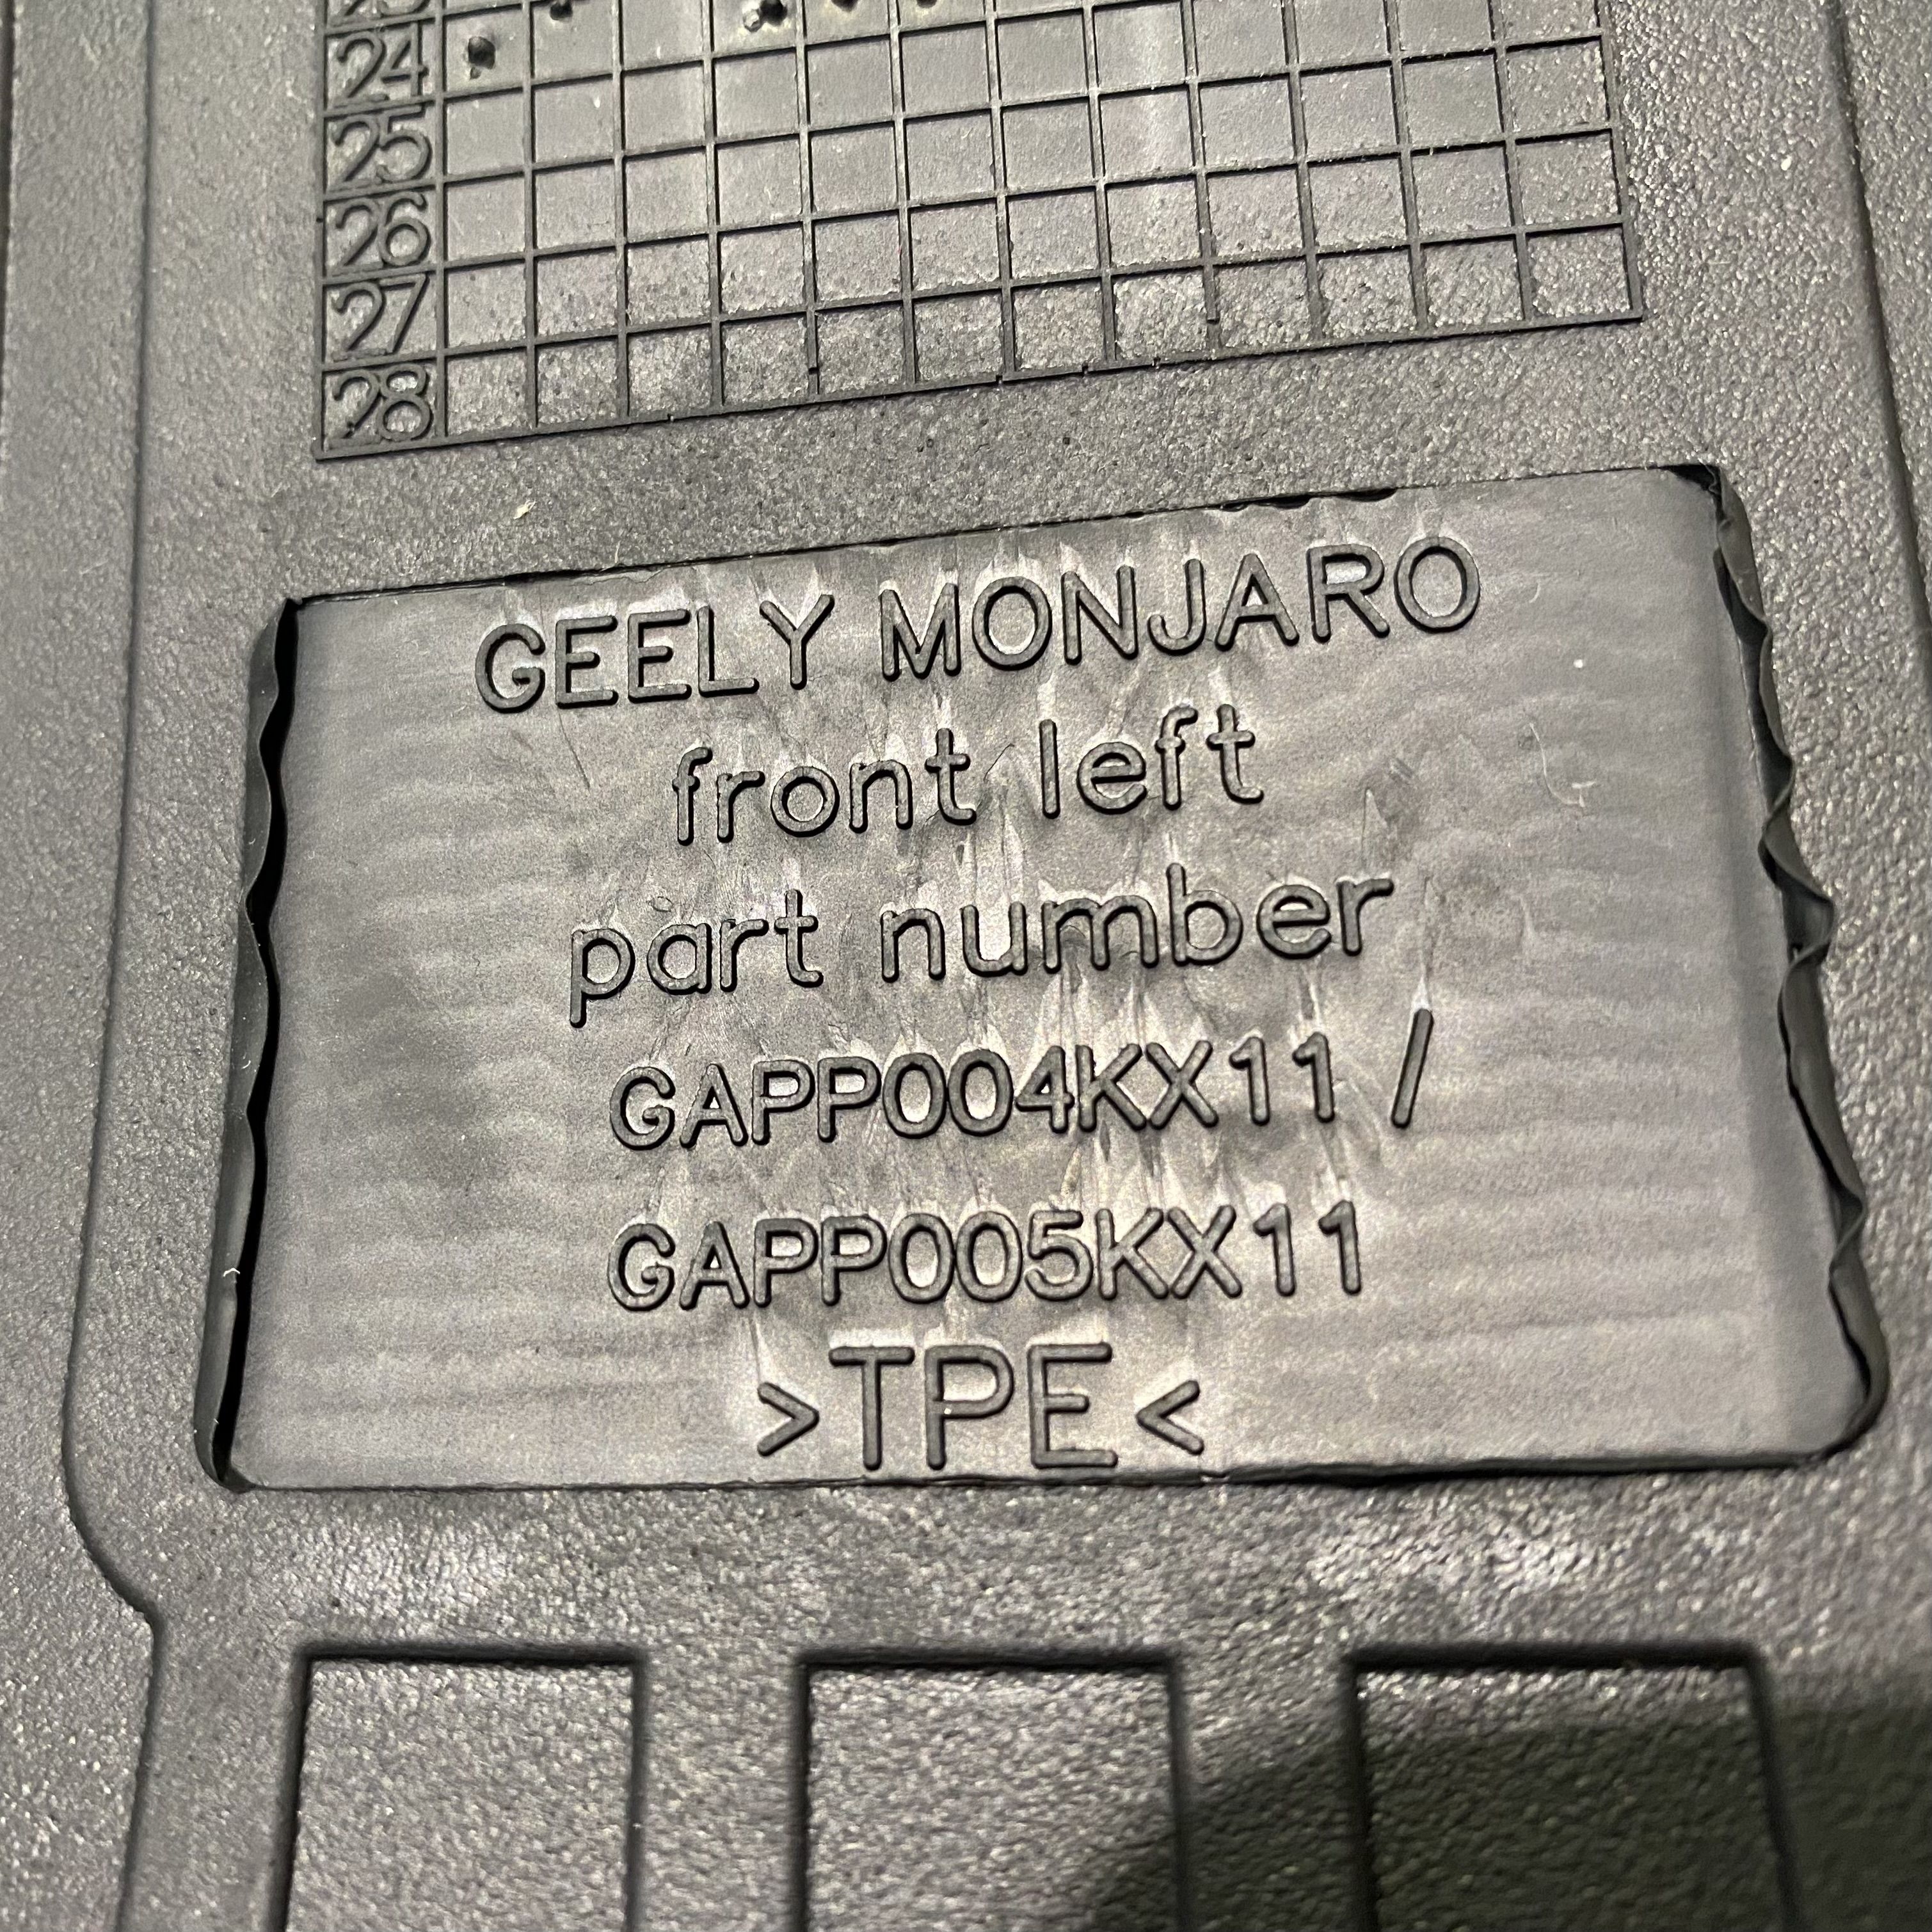 24
25
26
27
28
GEELY MONJARO
front left
part number
GAPP004KX11 /
GAPP005KX11
>TPE<